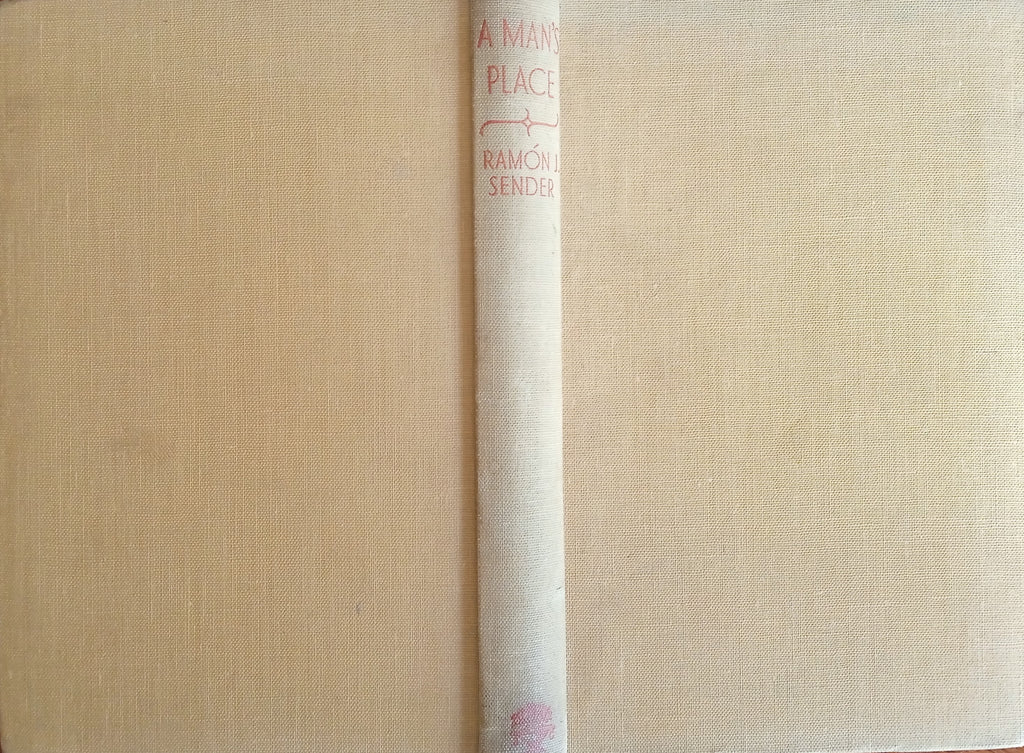 A MAN'S
PLACE
RAMÓN J.
SENDER